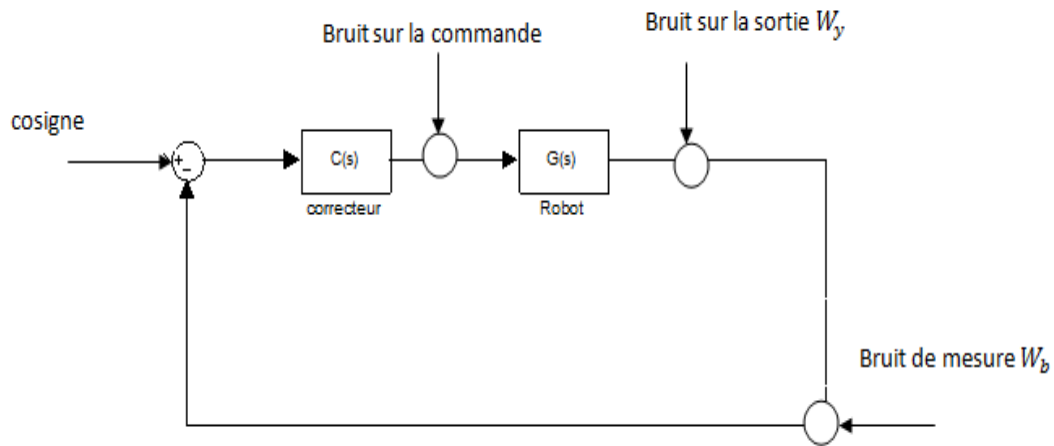 Bruit sur la commande
Bruit sur la sortie W_y
cosigne
+
-
C(s)
correcteur
G(s)
Robot
Bruit de mesure W_b